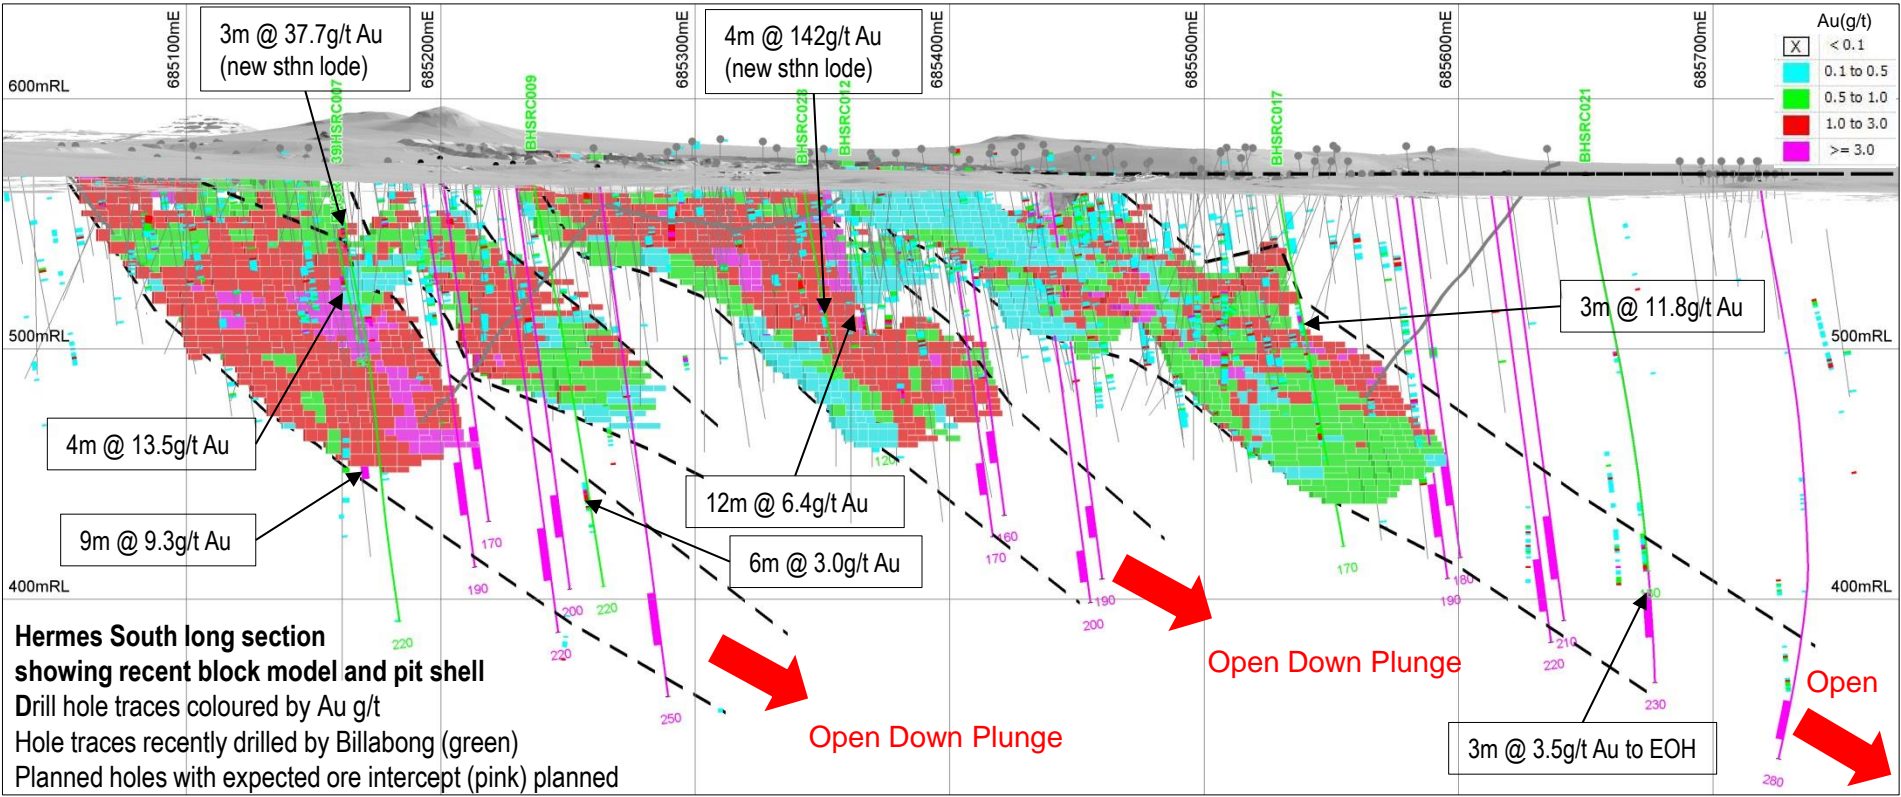 685100mE
685200mE
685300mE
685400mE
685500mE
685600mE
685700mE
3m @ 37.7g/t Au
(new sthn lode)
4m @ 142g/t Au
(new sthn lode)
Au(g/t)
X < 0.1
0.1 to 0.5
0.5 to 1.0
1.0 to 3.0
>= 3.0
600mRL
BHSRC009
BHSRC028
BHSRC012
BHSRC017
BHSRC021
500mRL
500mRL
3m @ 11.8g/t Au
4m @ 13.5g/t Au
9m @ 9.3g/t Au
12m @ 6.4g/t Au
6m @ 3.0g/t Au
120
170
190
200
220
220
220
250
160
170
190
200
170
180
190
210
220
230
280
400mRL
400mRL
Hermes South long section
showing recent block model and pit shell
Drill hole traces coloured by Au g/t
Hole traces recently drilled by Billabong (green)
Planned holes with expected ore intercept (pink) planned
Open Down Plunge
Open Down Plunge
Open
3m @ 3.5g/t Au to EOH